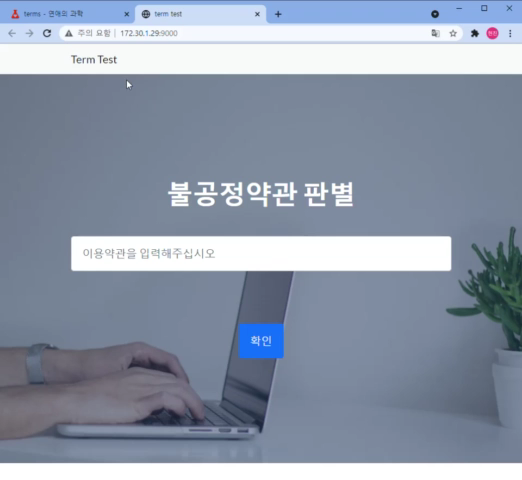 terms - 연애의 과학
term test
주의 요함 | 172.30.1.29:9000
Term Test
불공정약관 판별
이용약관을 입력해주십시오
확인